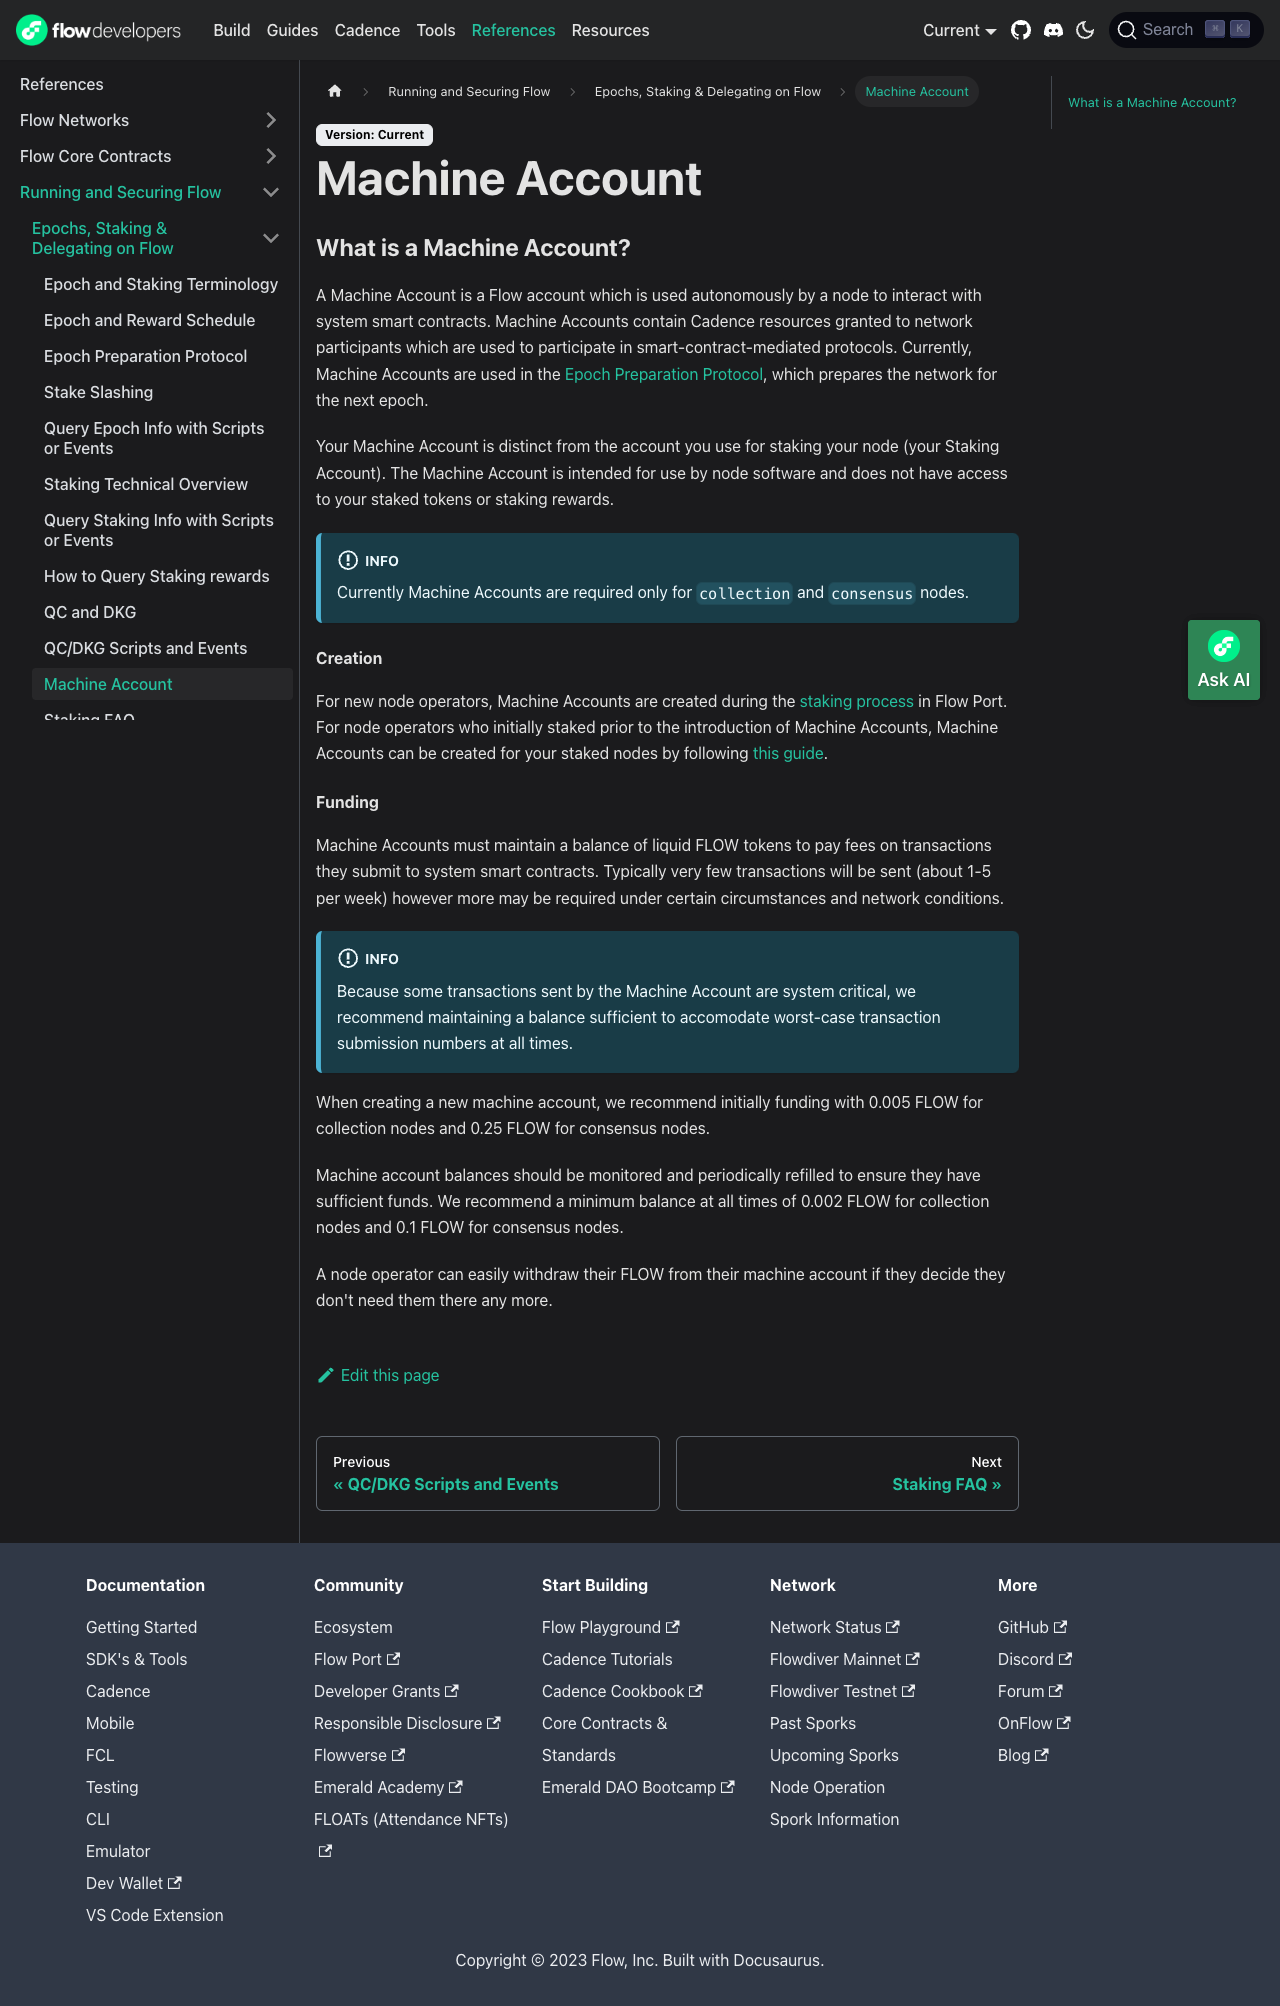 flowdevelopers Build Guides Cadence Tools References Resources Current Search ⌘ K
References
Flow Networks
Flow Core Contracts
Running and Securing Flow
Epochs, Staking &
Delegating on Flow
Epoch and Staking Terminology
Epoch and Reward Schedule
Epoch Preparation Protocol
Stake Slashing
Query Epoch Info with Scripts
or Events
Staking Technical Overview
Query Staking Info with Scripts
or Events
How to Query Staking rewards
QC and DKG
QC/DKG Scripts and Events
Machine Account
Staking FAQ
Running and Securing Flow Epochs, Staking & Delegating on Flow Machine Account
Version: Current
Machine Account
What is a Machine Account?
A Machine Account is a Flow account which is used autonomously by a node to interact with
system smart contracts. Machine Accounts contain Cadence resources granted to network
participants which are used to participate in smart-contract-mediated protocols. Currently,
Machine Accounts are used in the Epoch Preparation Protocol, which prepares the network for
the next epoch.
Your Machine Account is distinct from the account you use for staking your node (your Staking
Account). The Machine Account is intended for use by node software and does not have access
to your staked tokens or staking rewards.
INFO
Currently Machine Accounts are required only for collection and consensus nodes.
Creation
For new node operators, Machine Accounts are created during the staking process in Flow Port.
For node operators who initially staked prior to the introduction of Machine Accounts, Machine
Accounts can be created for your staked nodes by following this guide.
Funding
Machine Accounts must maintain a balance of liquid FLOW tokens to pay fees on transactions
they submit to system smart contracts. Typically very few transactions will be sent (about 1-5
per week) however more may be required under certain circumstances and network conditions.
INFO
Because some transactions sent by the Machine Account are system critical, we
recommend maintaining a balance sufficient to accomodate worst-case transaction
submission numbers at all times.
When creating a new machine account, we recommend initially funding with 0.005 FLOW for
collection nodes and 0.25 FLOW for consensus nodes.
Machine account balances should be monitored and periodically refilled to ensure they have
sufficient funds. We recommend a minimum balance at all times of 0.002 FLOW for collection
nodes and 0.1 FLOW for consensus nodes.
A node operator can easily withdraw their FLOW from their machine account if they decide they
don't need them there any more.
Edit this page
Previous
« QC/DKG Scripts and Events
Next
Staking FAQ »
What is a Machine Account?
Ask AI
Documentation
Getting Started
SDK's & Tools
Cadence
Mobile
FCL
Testing
CLI
Emulator
Dev Wallet
VS Code Extension
Community
Ecosystem
Flow Port
Developer Grants
Responsible Disclosure
Flowverse
Emerald Academy
FLOATs (Attendance NFTs)
Start Building
Flow Playground
Cadence Tutorials
Cadence Cookbook
Core Contracts &
Standards
Emerald DAO Bootcamp
Network
Network Status
Flowdiver Mainnet
Flowdiver Testnet
Past Sporks
Upcoming Sporks
Node Operation
Spork Information
More
GitHub
Discord
Forum
OnFlow
Blog
Copyright © 2023 Flow, Inc. Built with Docusaurus.